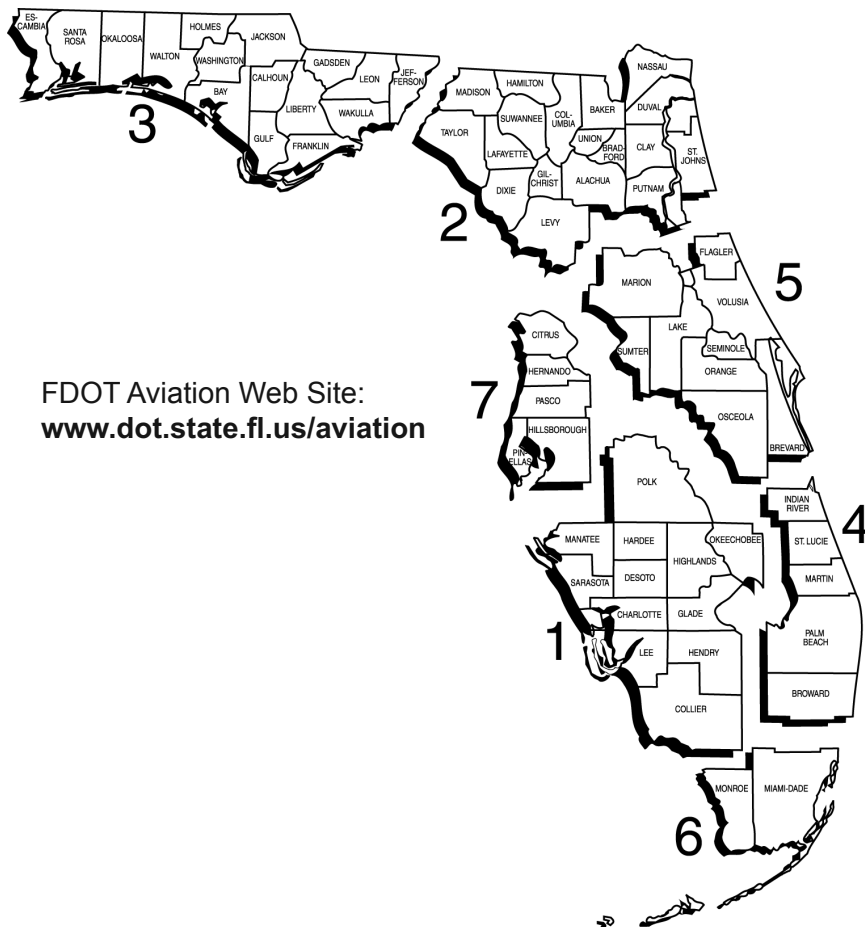 ES-
CAMBIA
SANTA
ROSA
OKALOOSA
WALTON
HOLMES
WASHINGTON
JACKSON
BAY
CALHOUN
GULF
GADSDEN
LIBERTY
FRANKLIN
LEON
WAKULLA
JEF-
FERSON
3
MADISON
TAYLOR
HAMILTON
SUWANNEE
LAFAYETTE
DIXIE
COL-
UMBIA
GIL-
CHRIST
LEVY
BAKER
UNION
BRAD-
FORD
ALACHUA
NASSAU
DUVAL
CLAY
PUTNAM
ST.
JOHNS
2
FLAGLER
VOLUSIA
MARION
LAKE
SUMTER
SEMINOLE
ORANGE
OSCEOLA
BREVARD
5
CITRUS
HERNANDO
PASCO
HILLSBOROUGH
PIN-
ELLAS
7
FDOT Aviation Web Site:
www.dot.state.fl.us/aviation
POLK
MANATEE
HARDEE
HIGHLANDS
OKEECHOBEE
SARASOTA
DESOTO
CHARLOTTE
GLADE
LEE
HENDRY
COLLIER
1
INDIAN
RIVER
ST. LUCIE
MARTIN
PALM
BEACH
BROWARD
4
MONROE
MIAMI-DADE
6